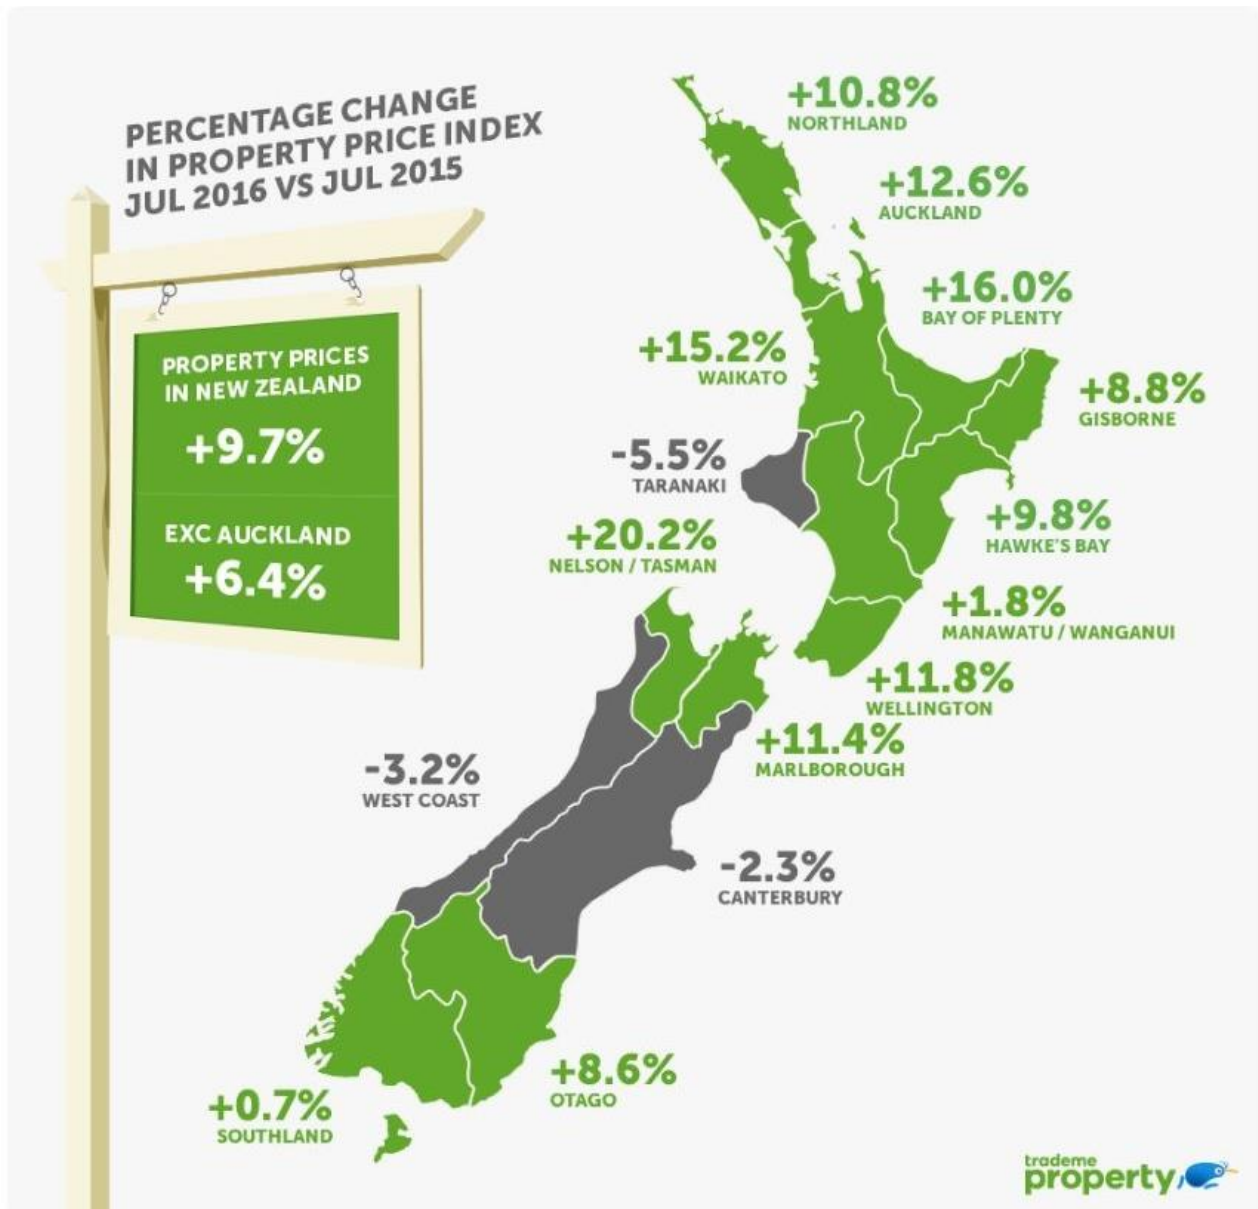 PERCENTAGE CHANGE
IN PROPERTY PRICE INDEX
JUL 2016 VS JUL 2015
PROPERTY PRICES
IN NEW ZEALAND
+9.7%
EXC AUCKLAND
+6.4%
+10.8%
NORTHLAND
+12.6%
AUCKLAND
+16.0%
BAY OF PLENTY
+15.2%
WAIKATO
+8.8%
GISBORNE
-5.5%
TARANAKI
+9.8%
HAWKE'S BAY
+20.2%
NELSON / TASMAN
+1.8%
MANAWATU / WANGANUI
+11.8%
WELLINGTON
+11.4%
MARLBOROUGH
-3.2%
WEST COAST
-2.3%
CANTERBURY
+8.6%
OTAGO
+0.7%
SOUTHLAND
trademe
property